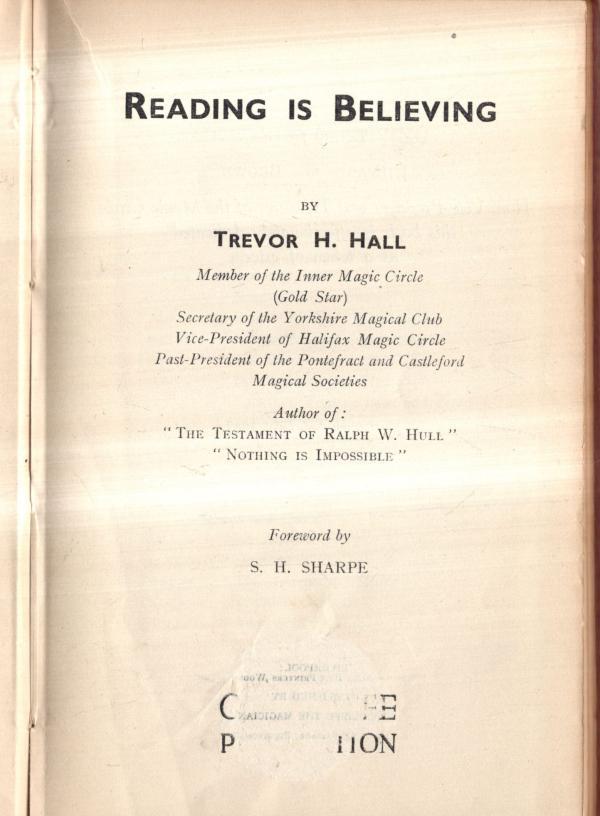 READING IS BELIEVING
BY
TREVOR H. HALL
Member of the Inner Magic Circle
(Gold Star)
Secretary of the Yorkshire Magical Club
Vice-President of Halifax Magic Circle
Past-President of the Pontefract and Castleford
Magical Societies
Author of :
" THE TESTAMENT OF RALPH W. HULL "
" NOTHING IS IMPOSSIBLE "
Foreword by
S. H. SHARPE